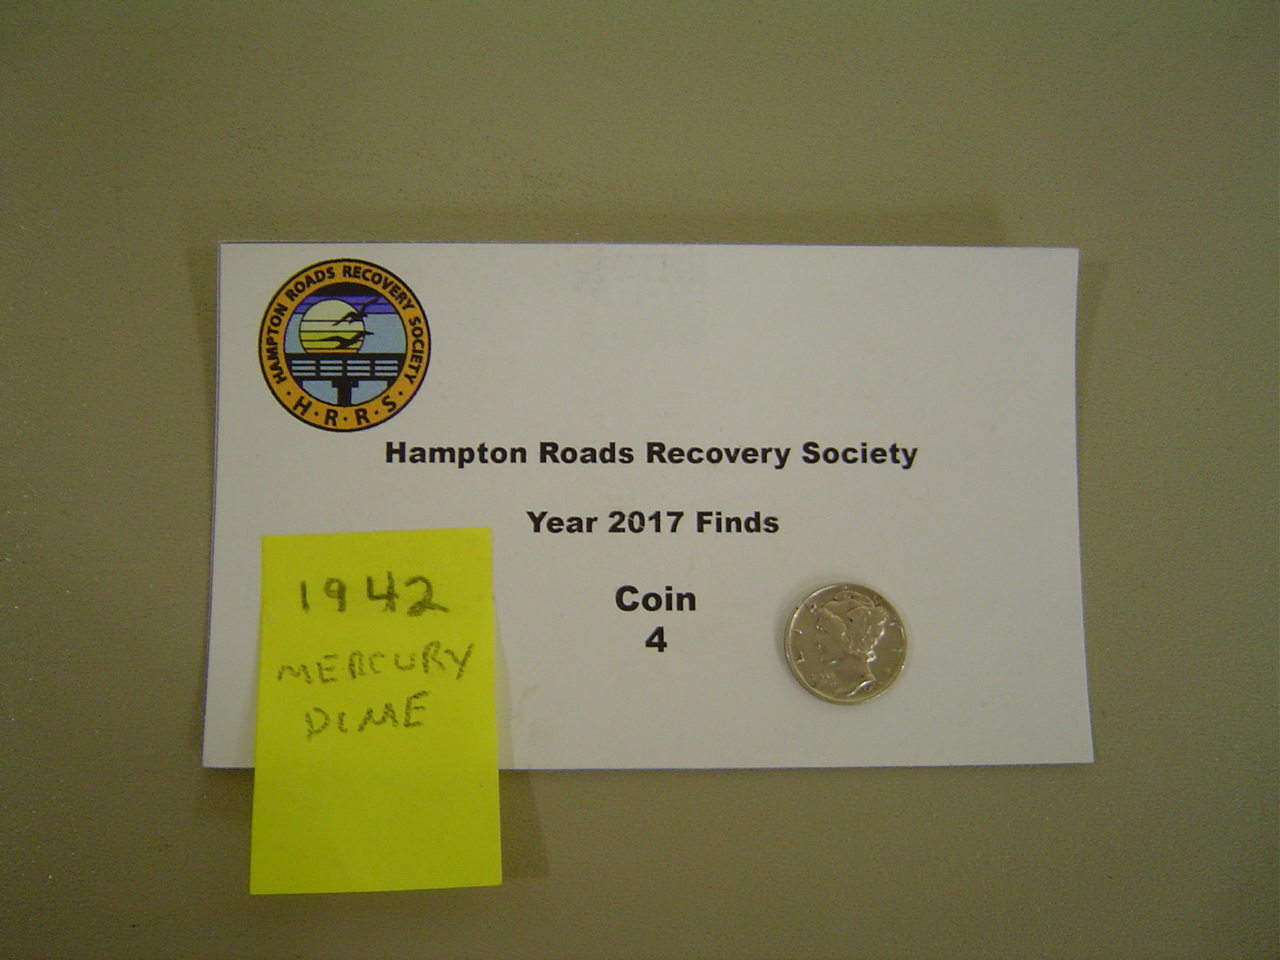 HAMPTON ROADS RECOVERY SOCIETY
· H · R · R · S ·
Hampton Roads Recovery Society
Year 2017 Finds
Coin
4
1942
MERCURY
DIME